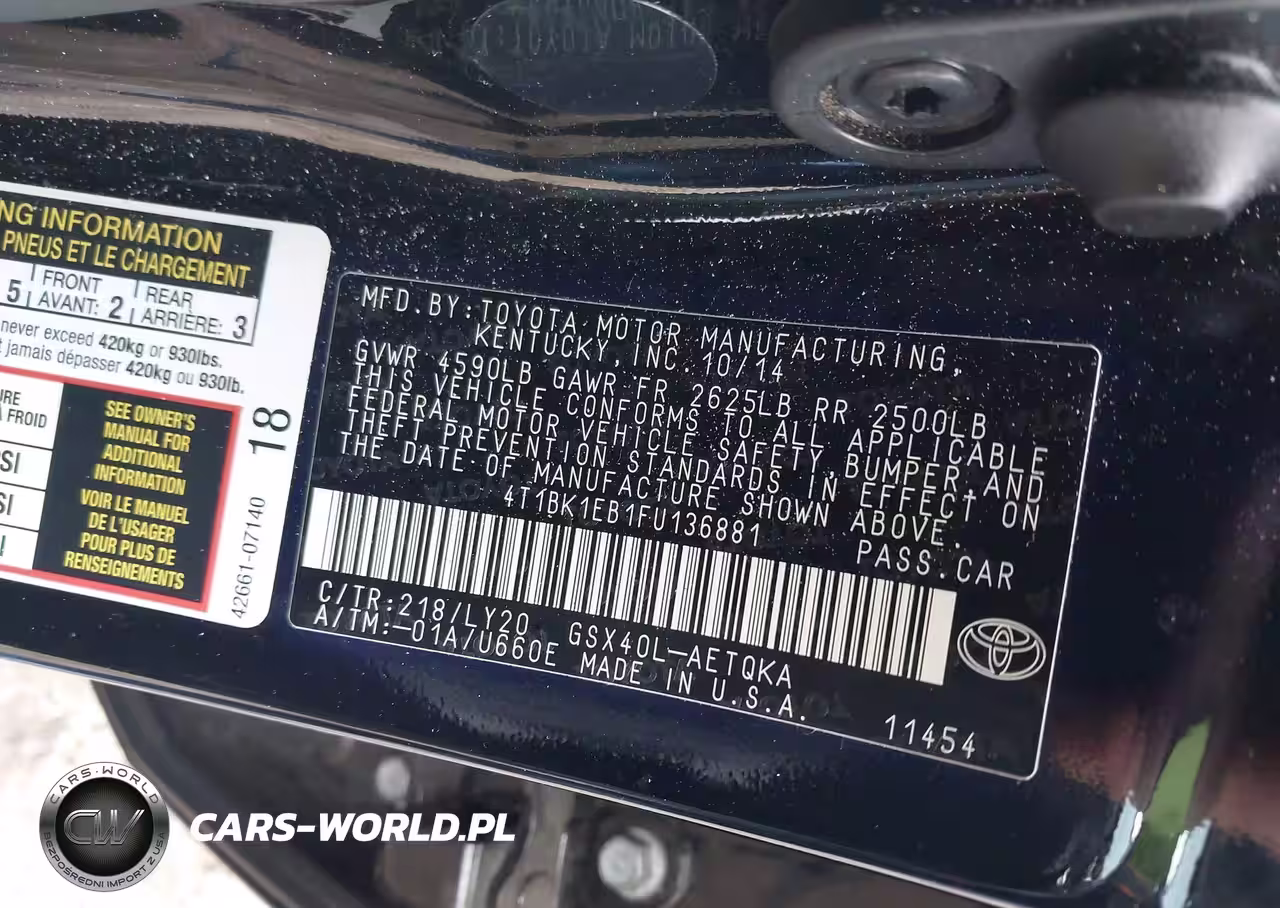 NG INFORMATION
PNEUS ET LE CHARGEMENT
5 | FRONT AVANT: 2 | REAR ARRIÈRE: 3
never exceed 420kg or 930lbs.
jamais dépasser 420kg ou 930lb.
À FROID
SEE OWNER'S
MANUAL FOR
ADDITIONAL
INFORMATION
VOIR LE MANUEL
DE L'USAGER
POUR PLUS DE
RENSEIGNEMENTS
18
42661-07140
MFD.BY:TOYOTA MOTOR MANUFACTURING,
KENTUCKY, INC. 10/14
GVWR 4590LB GAWR FR 2625LB RR 2500LB
THIS VEHICLE CONFORMS TO ALL APPLICABLE
FEDERAL MOTOR VEHICLE SAFETY,BUMPER,AND
THEFT PREVENTION STANDARDS IN EFFECT ON
THE DATE OF MANUFACTURE SHOWN ABOVE.
4T1BK1EB1FU136881
PASS.CAR
C/TR:218/LY20 GSX40L-AETQKA
A/TM:-01A/U660E MADE IN U.S.A.
11454
CARS-WORLD
CW
BEZPOŚREDNI IMPORT Z USA
CARS-WORLD.PL